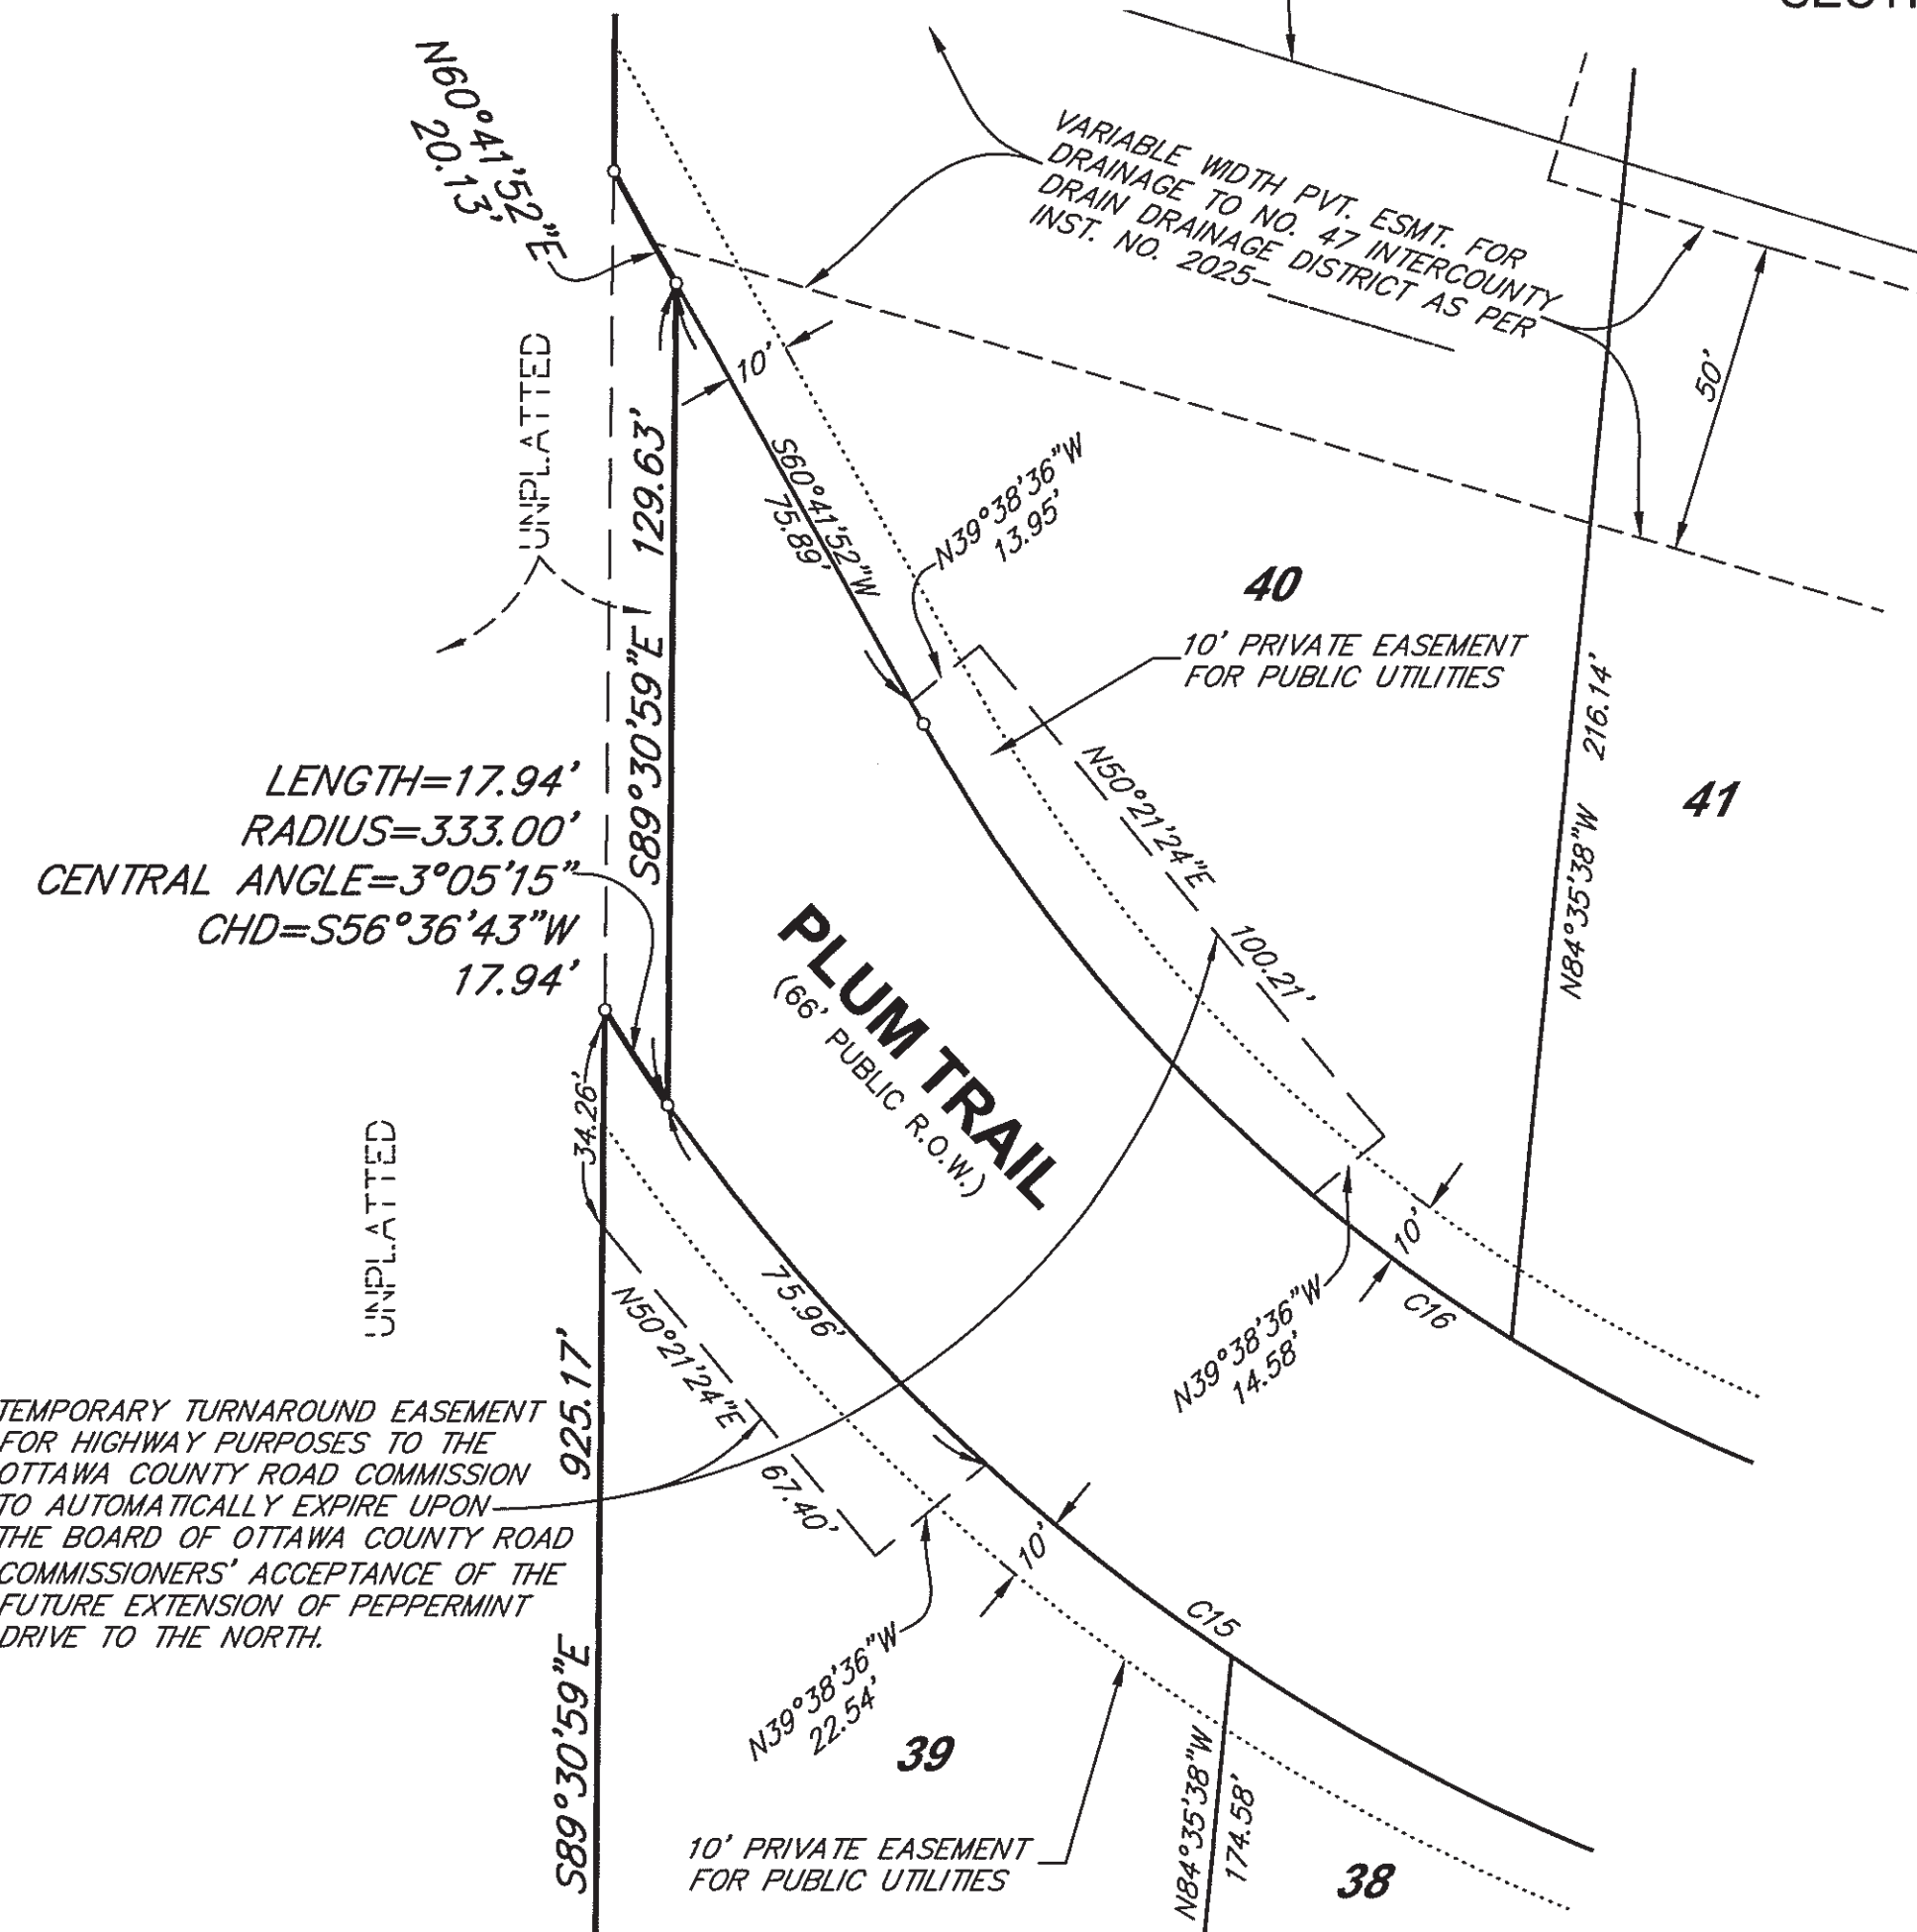 N60°41'52"E
20.13'
VARIABLE WIDTH PVT. ESMT. FOR
DRAINAGE TO NO. 47 INTERCOUNTY
DRAIN DRAINAGE DISTRICT AS PER
INST. NO. 2025-
50'
UNPLATTED
129.63'
S89°30'59"E
10'
S60°41'52"W
75.89'
N39°38'36"W
13.95'
40
10' PRIVATE EASEMENT
FOR PUBLIC UTILITIES
N84°35'38"W 216.14'
41
LENGTH=17.94'
RADIUS=333.00'
CENTRAL ANGLE=3°05'15"
CHD=S56°36'43"W
17.94'
N50°21'24"E 100.21'
PLUM TRAIL
(66' PUBLIC R.O.W.)
34.26'
UNPLATTED
75.96'
N50°21'24"E 67.40'
10'
C16
N39°38'36"W
14.58'
925.17'
S89°30'59"E
TEMPORARY TURNAROUND EASEMENT
FOR HIGHWAY PURPOSES TO THE
OTTAWA COUNTY ROAD COMMISSION
TO AUTOMATICALLY EXPIRE UPON
THE BOARD OF OTTAWA COUNTY ROAD
COMMISSIONERS' ACCEPTANCE OF THE
FUTURE EXTENSION OF PEPPERMINT
DRIVE TO THE NORTH.
10'
C15
N39°38'36"W
22.54'
39
10' PRIVATE EASEMENT
FOR PUBLIC UTILITIES
N84°35'38"W
174.58'
38